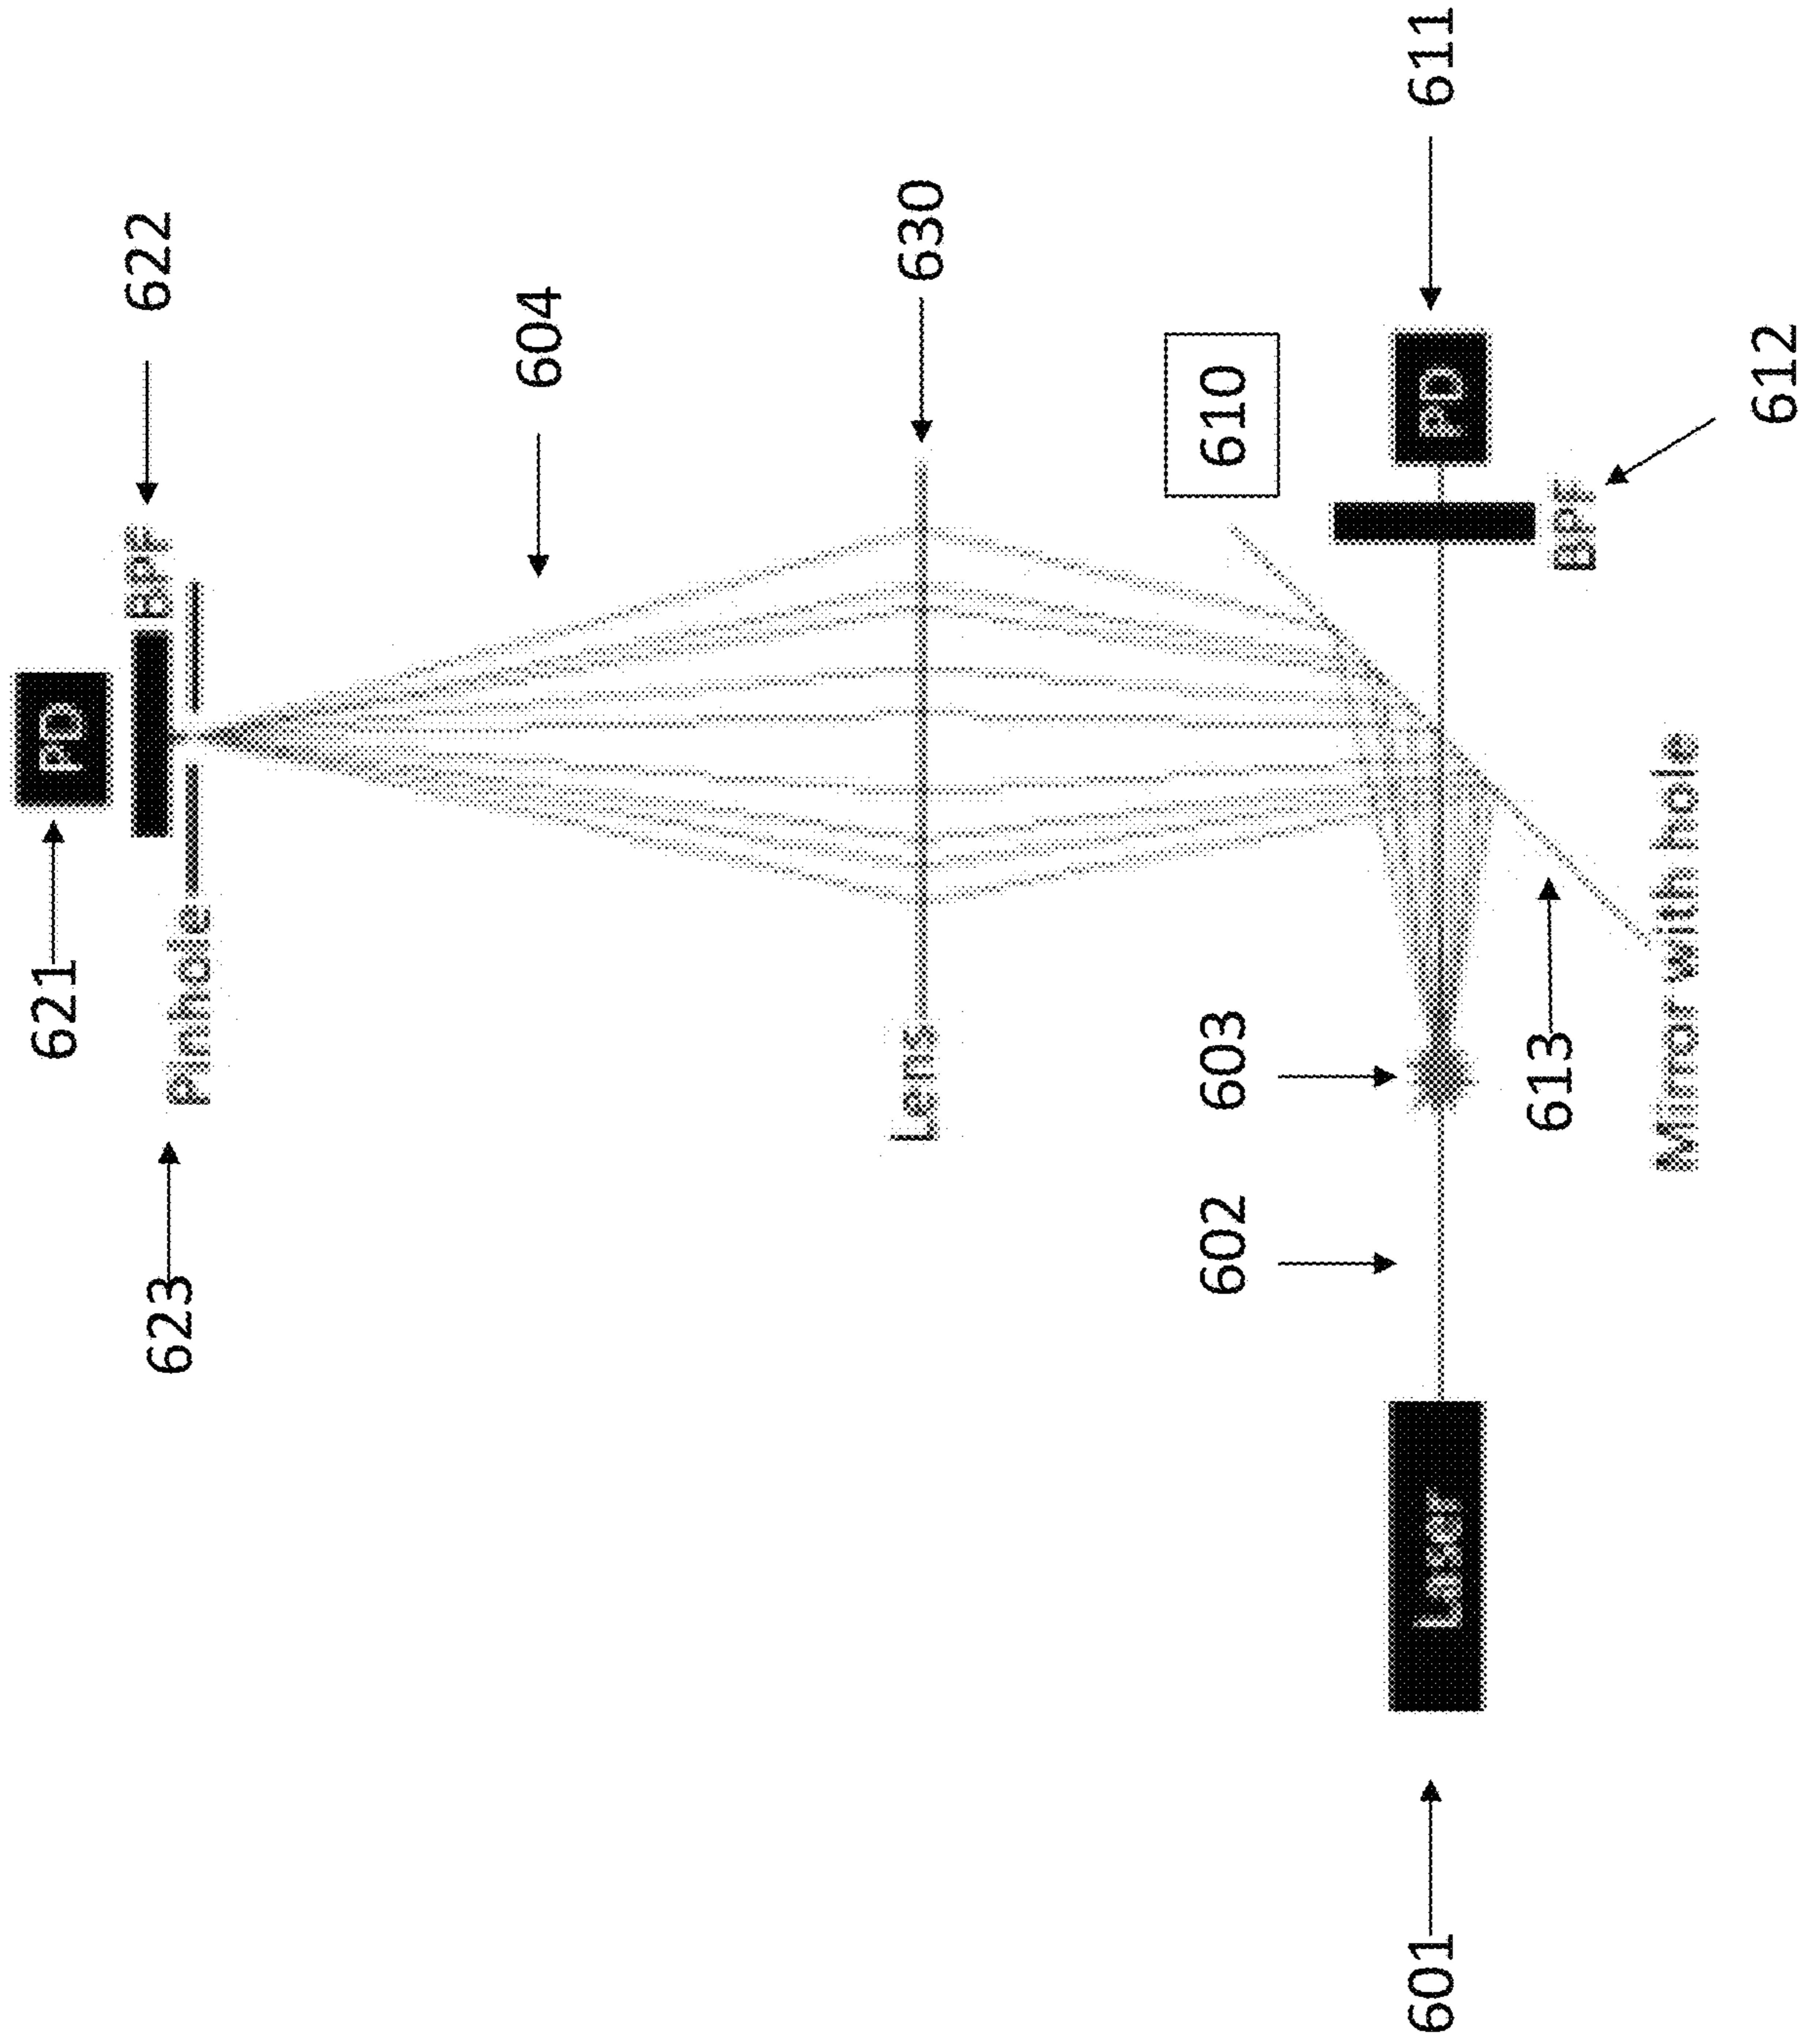 621
PD
622
BPF
623
Pinhole
604
Lens
630
610
601
Laser
602
603
PD
611
BPF
612
613
Mirror with hole